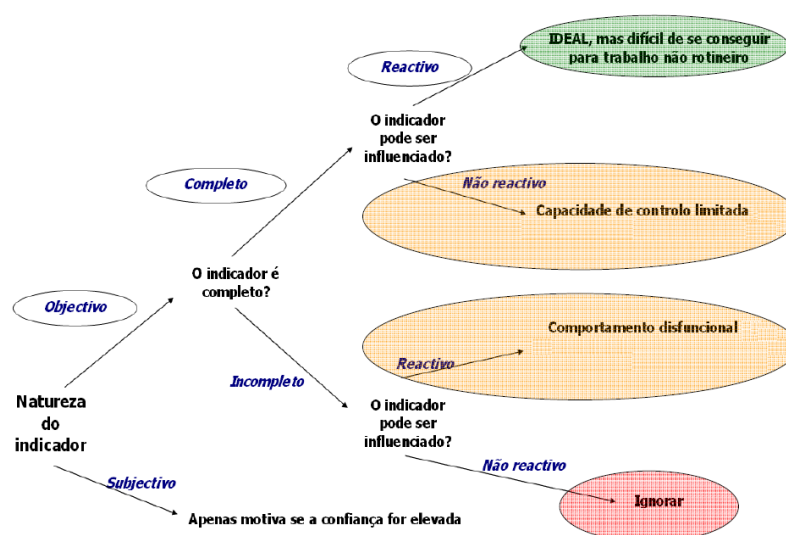 IDEAL, mas difícil de se conseguir
para trabalho não rotineiro
Reactivo
O indicador
pode ser
influenciado?
Completo
Não reactivo
Capacidade de controlo limitada
O indicador é
completo?
Objectivo
Comportamento disfuncional
Reactivo
Incompleto
Natureza
do
indicador
O indicador
pode ser
influenciado?
Não reactivo
Subjectivo
Ignorar
Apenas motiva se a confiança for elevada